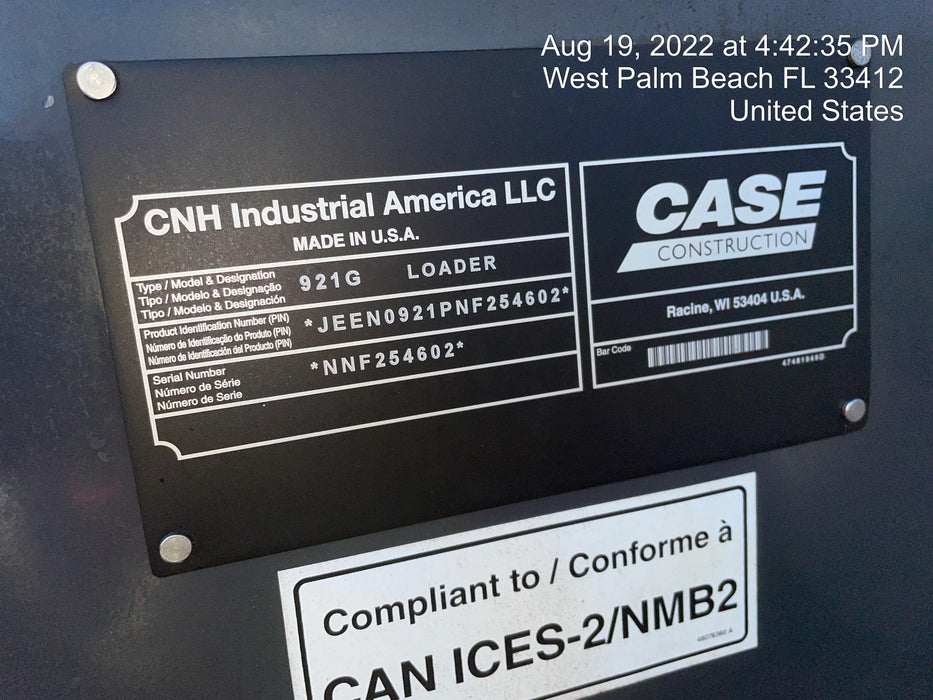 Aug 19, 2022 at 4:42:35 PM
West Palm Beach FL 33412
United States
CNH Industrial America LLC
MADE IN U.S.A.
Type / Model & Designation
Tipo / Modelo & Designação
Tipo / Modelo & Designación
921G LOADER
Product Identification Number (PIN)
Número de Identifição do Produto (PIN)
Número de Identificación del Producto (PIN)
*JEEN0921PNF254602*
Serial Number
Número de Série
Número de Serie
*NNF254602*
CASE
CONSTRUCTION
Racine, WI 53404 U.S.A.
Bar Code
Compliant to / Conforme à
CAN ICES-2/NMB2